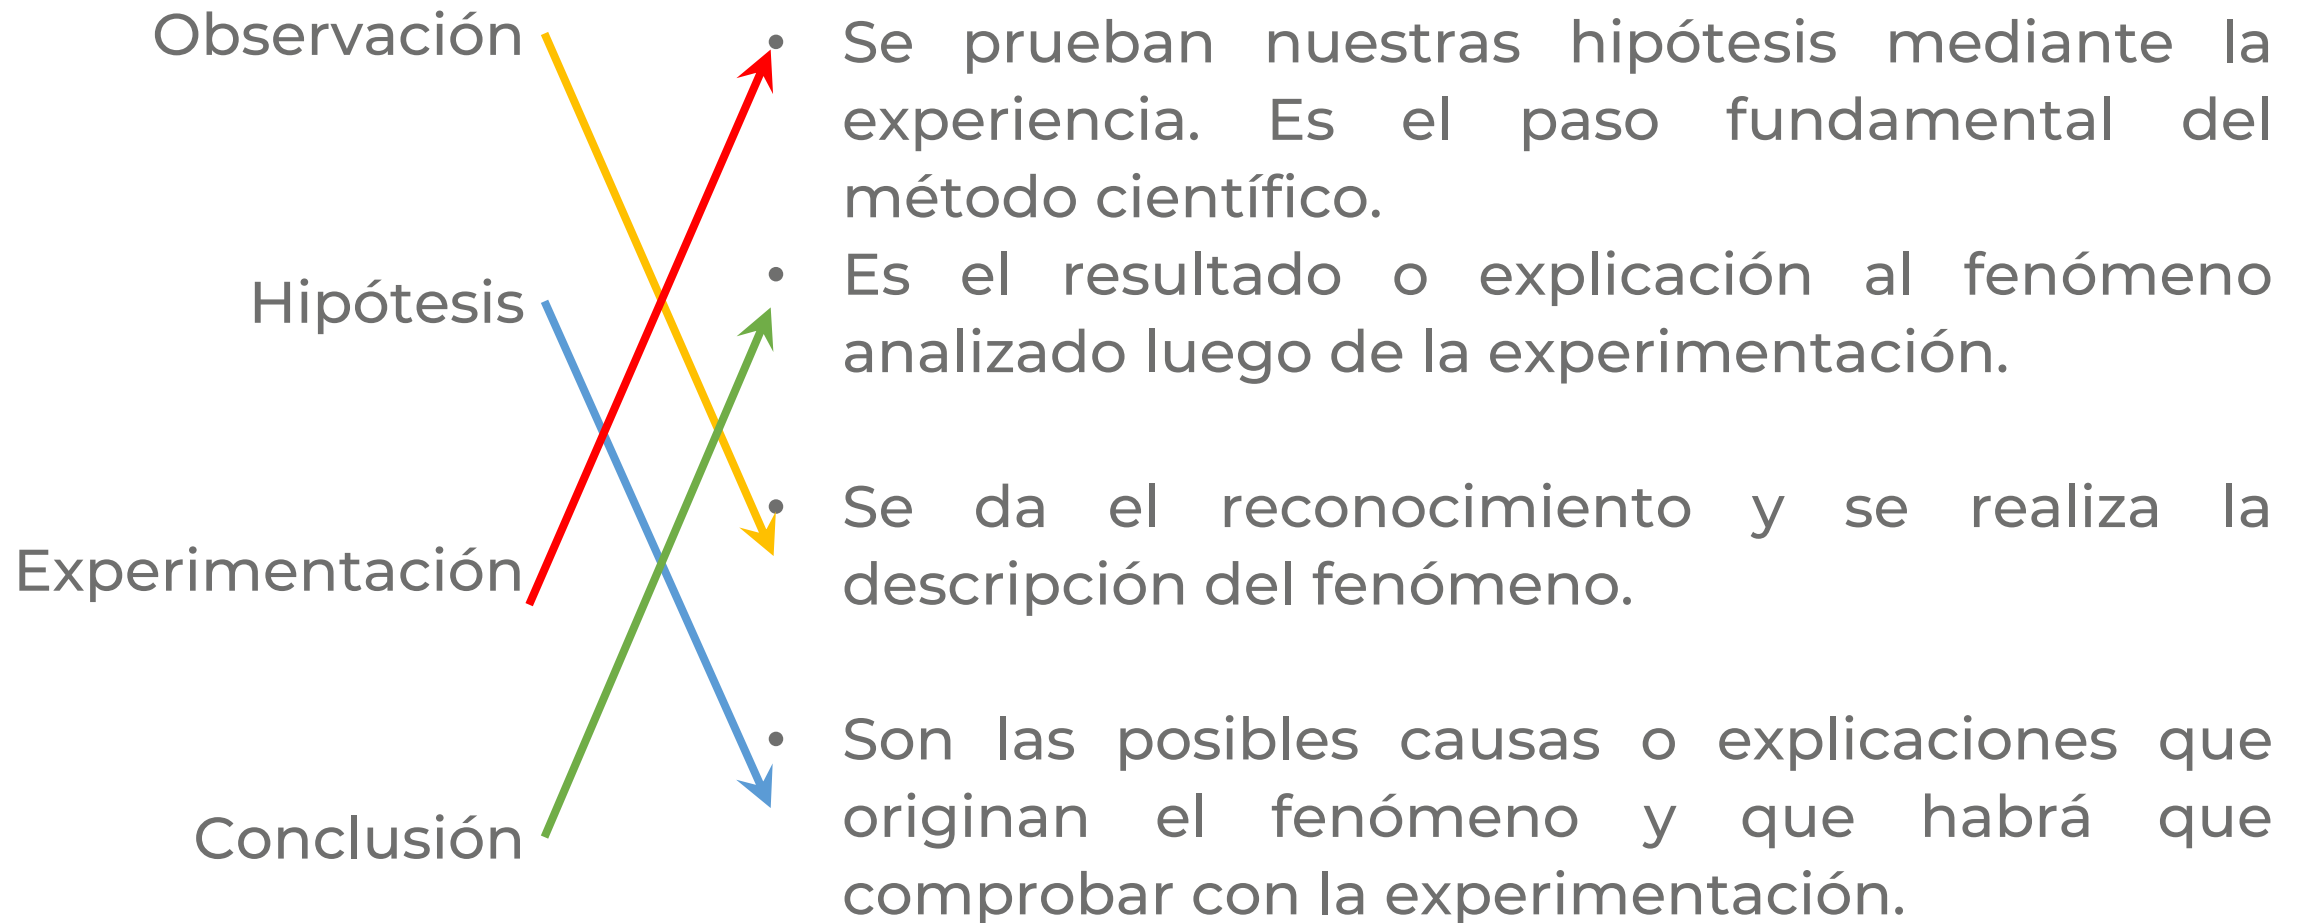 Observación
Hipótesis
Experimentación
Conclusión
• Se prueban nuestras hipótesis mediante la
experiencia. Es el paso fundamental del
método científico.
• Es el resultado o explicación al fenómeno
analizado luego de la experimentación.
• Se da el reconocimiento y se realiza la
descripción del fenómeno.
• Son las posibles causas o explicaciones que
originan el fenómeno y que habrá que
comprobar con la experimentación.